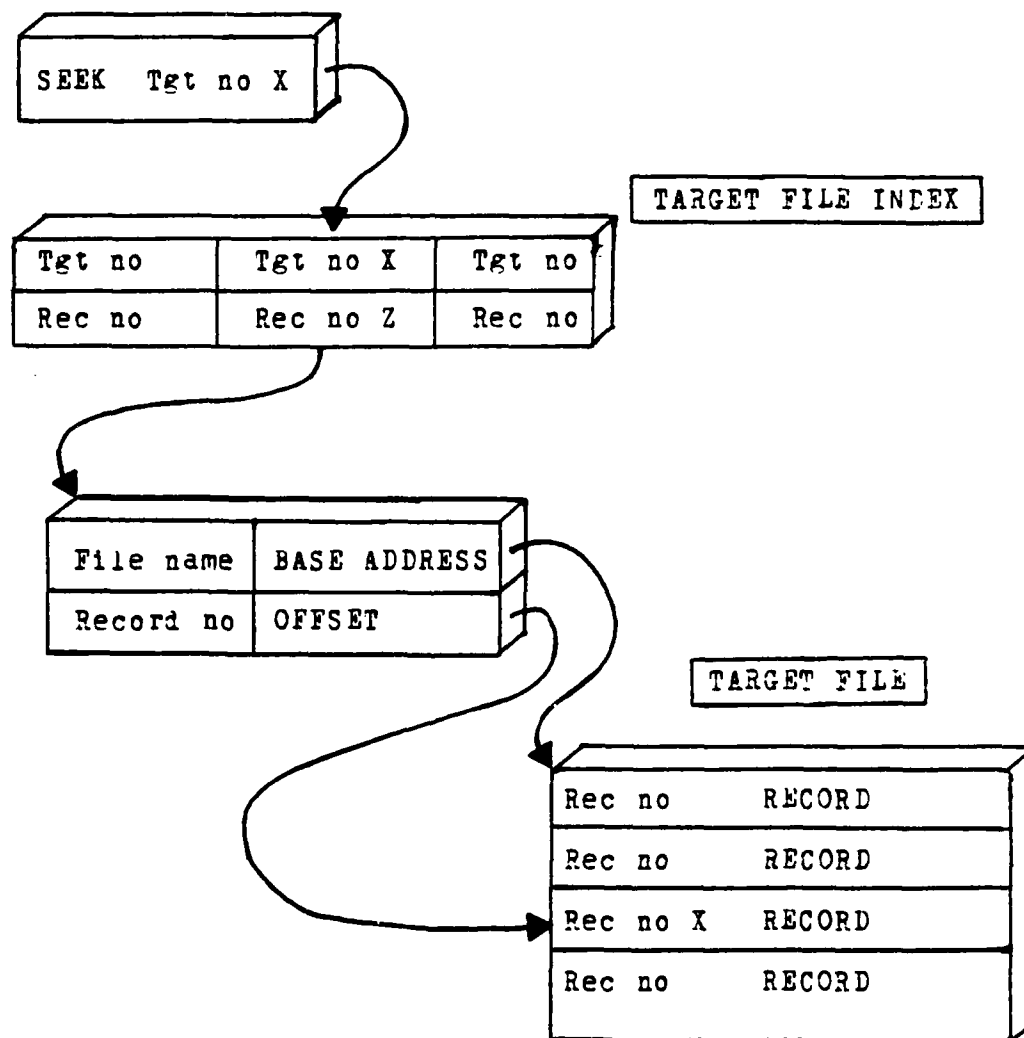 SEEK Tgt no X
TARGET FILE INDEX
Tgt no Tgt no X Tgt no
Rec no Rec no Z Rec no
File name BASE ADDRESS
Record no OFFSET
TARGET FILE
Rec no RECORD
Rec no RECORD
Rec no X RECORD
Rec no RECORD